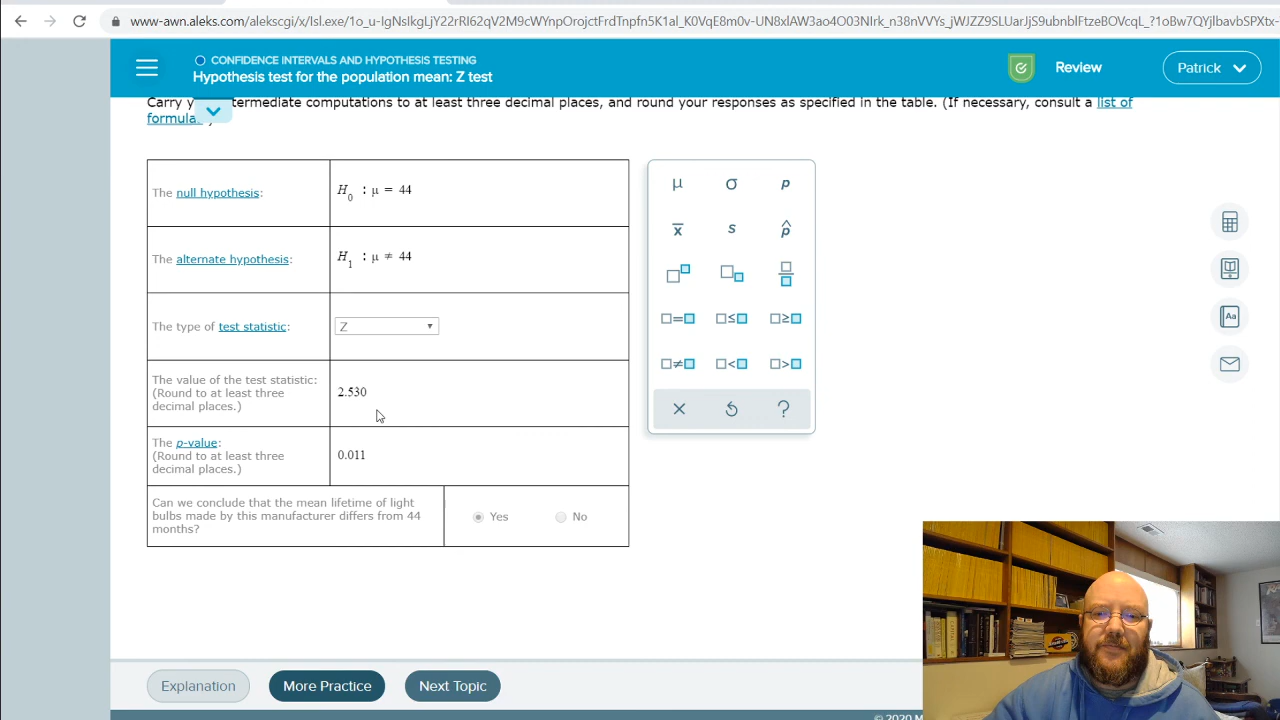 www-awn.aleks.com/alekscgi/x/Isl.exe/1o_u-IgNsIkgLjY22rRI62qV2M9cWYnpOrojctFrdTnpfn5K1al_K0VqE8m0v-UN8xlAW3ao4O03NIrk_n38nVVYs_jWJZZ9SLUarJjS9ubnblFtzeBOVcqL_?1oBw7QYjlbavbSPXtx-
CONFIDENCE INTERVALS AND HYPOTHESIS TESTING
Hypothesis test for the population mean: Z test
Review
Patrick
termediate computations to at least three decimal places, and round your responses as specified in the table. (If necessary, consult a list of
formula
The null hypothesis:
H0 : μ = 44
The alternate hypothesis:
H1 : μ ≠ 44
The type of test statistic:
Z
The value of the test statistic:
(Round to at least three
decimal places.)
2.530
The p-value:
(Round to at least three
decimal places.)
0.011
Can we conclude that the mean lifetime of light
bulbs made by this manufacturer differs from 44
months?
Yes
No
μ σ p
x̅ s p̂
□=□ □≤□ □≥□
□≠□ □<□ □>□
× ↺ ?
Aa
Explanation
More Practice
Next Topic
© 2020 M